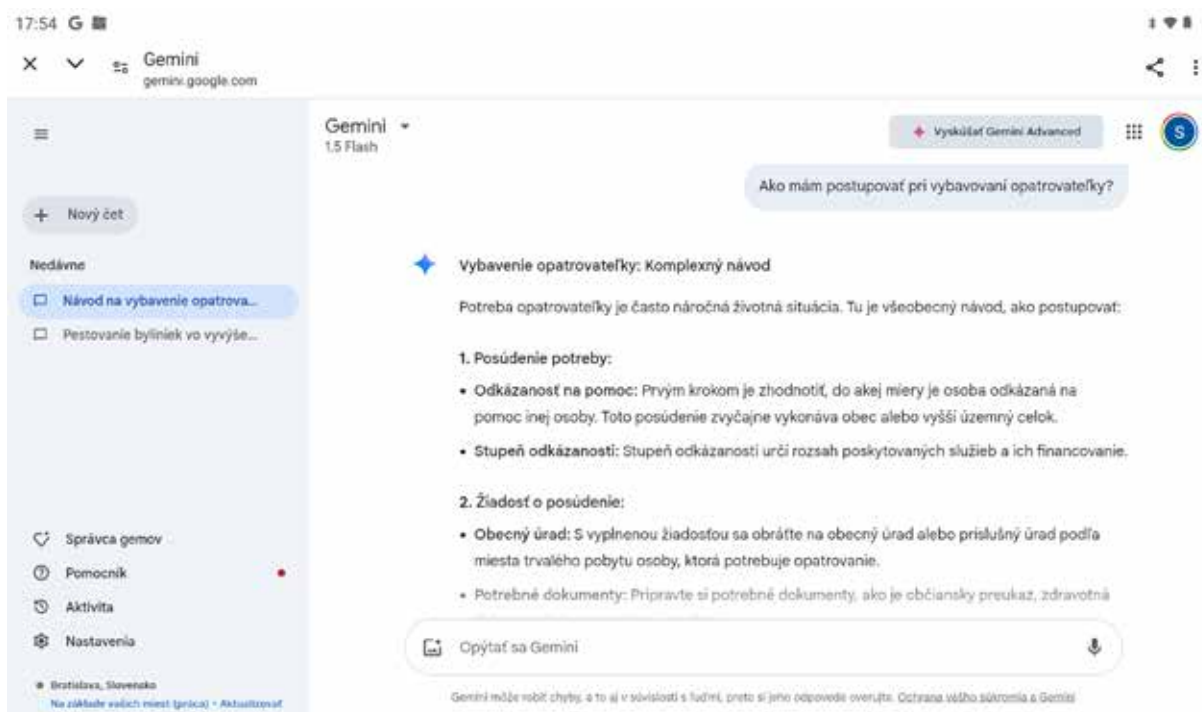 17:54 G
Gemini
gemini.google.com
Gemini
1.5 Flash
Vyskúšať Gemini Advanced
S
Ako mám postupovať pri vybavovaní opatrovateľky?
Nový čet
Nedávne
Návod na vybavenie opatrova...
Pestovanie byliniek vo vyvýše...
Vybavenie opatrovateľky: Komplexný návod
Potreba opatrovateľky je často náročná životná situácia. Tu je všeobecný návod, ako postupovať:
1. Posúdenie potreby:
• Odkázanosť na pomoc: Prvým krokom je zhodnotiť, do akej miery je osoba odkázaná na
pomoc inej osoby. Toto posúdenie zvyčajne vykonáva obec alebo vyšší územný celok.
• Stupeň odkázanosti: Stupeň odkázanosti určí rozsah poskytovaných služieb a ich financovanie.
2. Žiadosť o posúdenie:
• Obecný úrad: S vyplnenou žiadosťou sa obráťte na obecný úrad alebo príslušný úrad podľa
miesta trvalého pobytu osoby, ktorá potrebuje opatrovanie.
• Potrebné dokumenty: Pripravte si potrebné dokumenty, ako je občiansky preukaz, zdravotná
Správca gemov
Pomocník
Aktivita
Nastavenia
Bratislava, Slovensko
Na základe vašich miest (práca) • Aktualizovať
Opýtať sa Gemini
Gemini môže robiť chyby, a to aj v súvislosti s ľuďmi, preto si jeho odpovede overujte. Ochrana vášho súkromia a Gemini